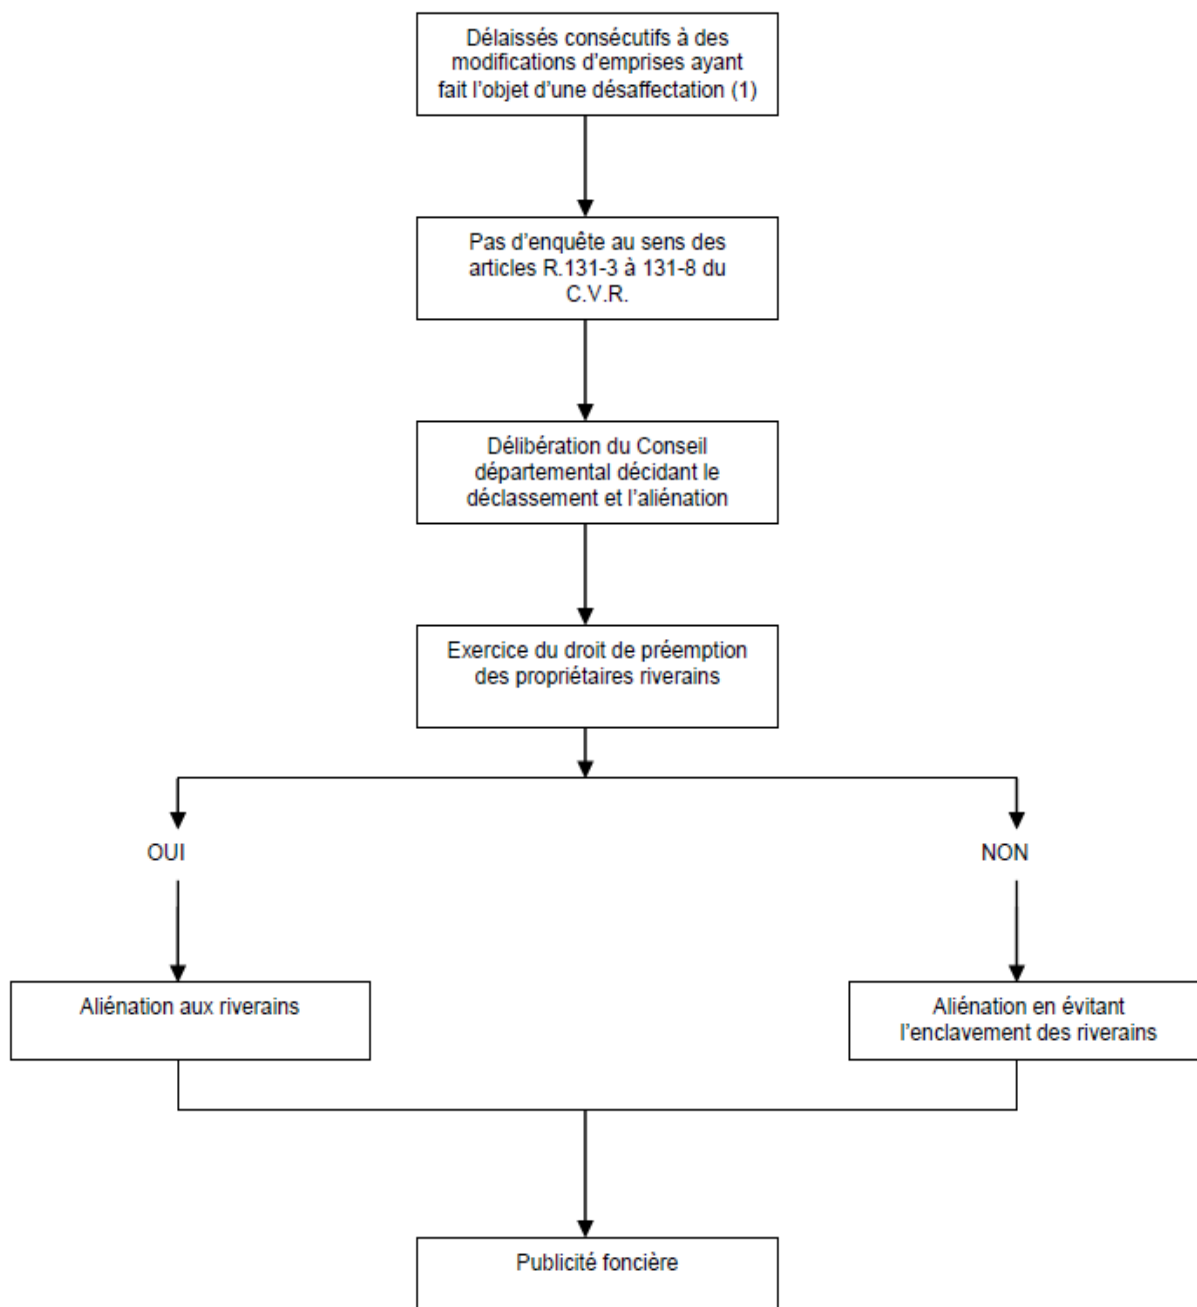 Délaissés consécutifs à des
modifications d'emprises ayant
fait l'objet d'une désaffectation (1)
Pas d'enquête au sens des
articles R.131-3 à 131-8 du
C.V.R.
Délibération du Conseil
départemental décidant le
déclassement et l'aliénation
Exercice du droit de préemption
des propriétaires riverains
OUI
NON
Aliénation aux riverains
Aliénation en évitant
l'enclavement des riverains
Publicité foncière